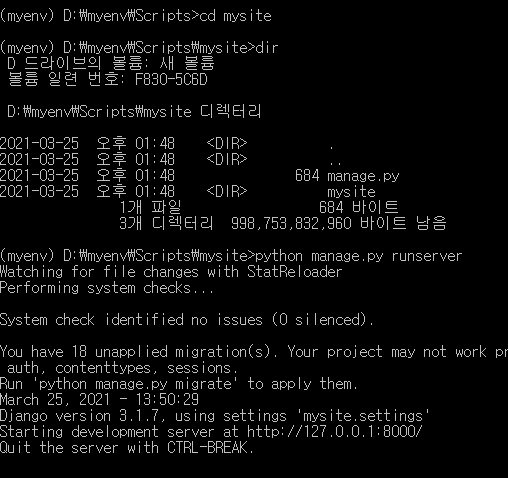 (myenv) D:₩myenv₩Scripts>cd mysite
(myenv) D:₩myenv₩Scripts₩mysite>dir
D 드라이브의 볼륨: 새 볼륨
볼륨 일련 번호: F830-5C6D
D:₩myenv₩Scripts₩mysite 디렉터리
2021-03-25 오후 01:48 <DIR> .
2021-03-25 오후 01:48 <DIR> ..
2021-03-25 오후 01:48 684 manage.py
2021-03-25 오후 01:48 <DIR> mysite
1개 파일 684 바이트
3개 디렉터리 998,753,832,960 바이트 남음
(myenv) D:₩myenv₩Scripts₩mysite>python manage.py runserver
Watching for file changes with StatReloader
Performing system checks...
System check identified no issues (0 silenced).
You have 18 unapplied migration(s). Your project may not work pr
auth, contenttypes, sessions.
Run 'python manage.py migrate' to apply them.
March 25, 2021 - 13:50:29
Django version 3.1.7, using settings 'mysite.settings'
Starting development server at http://127.0.0.1:8000/
Quit the server with CTRL-BREAK.